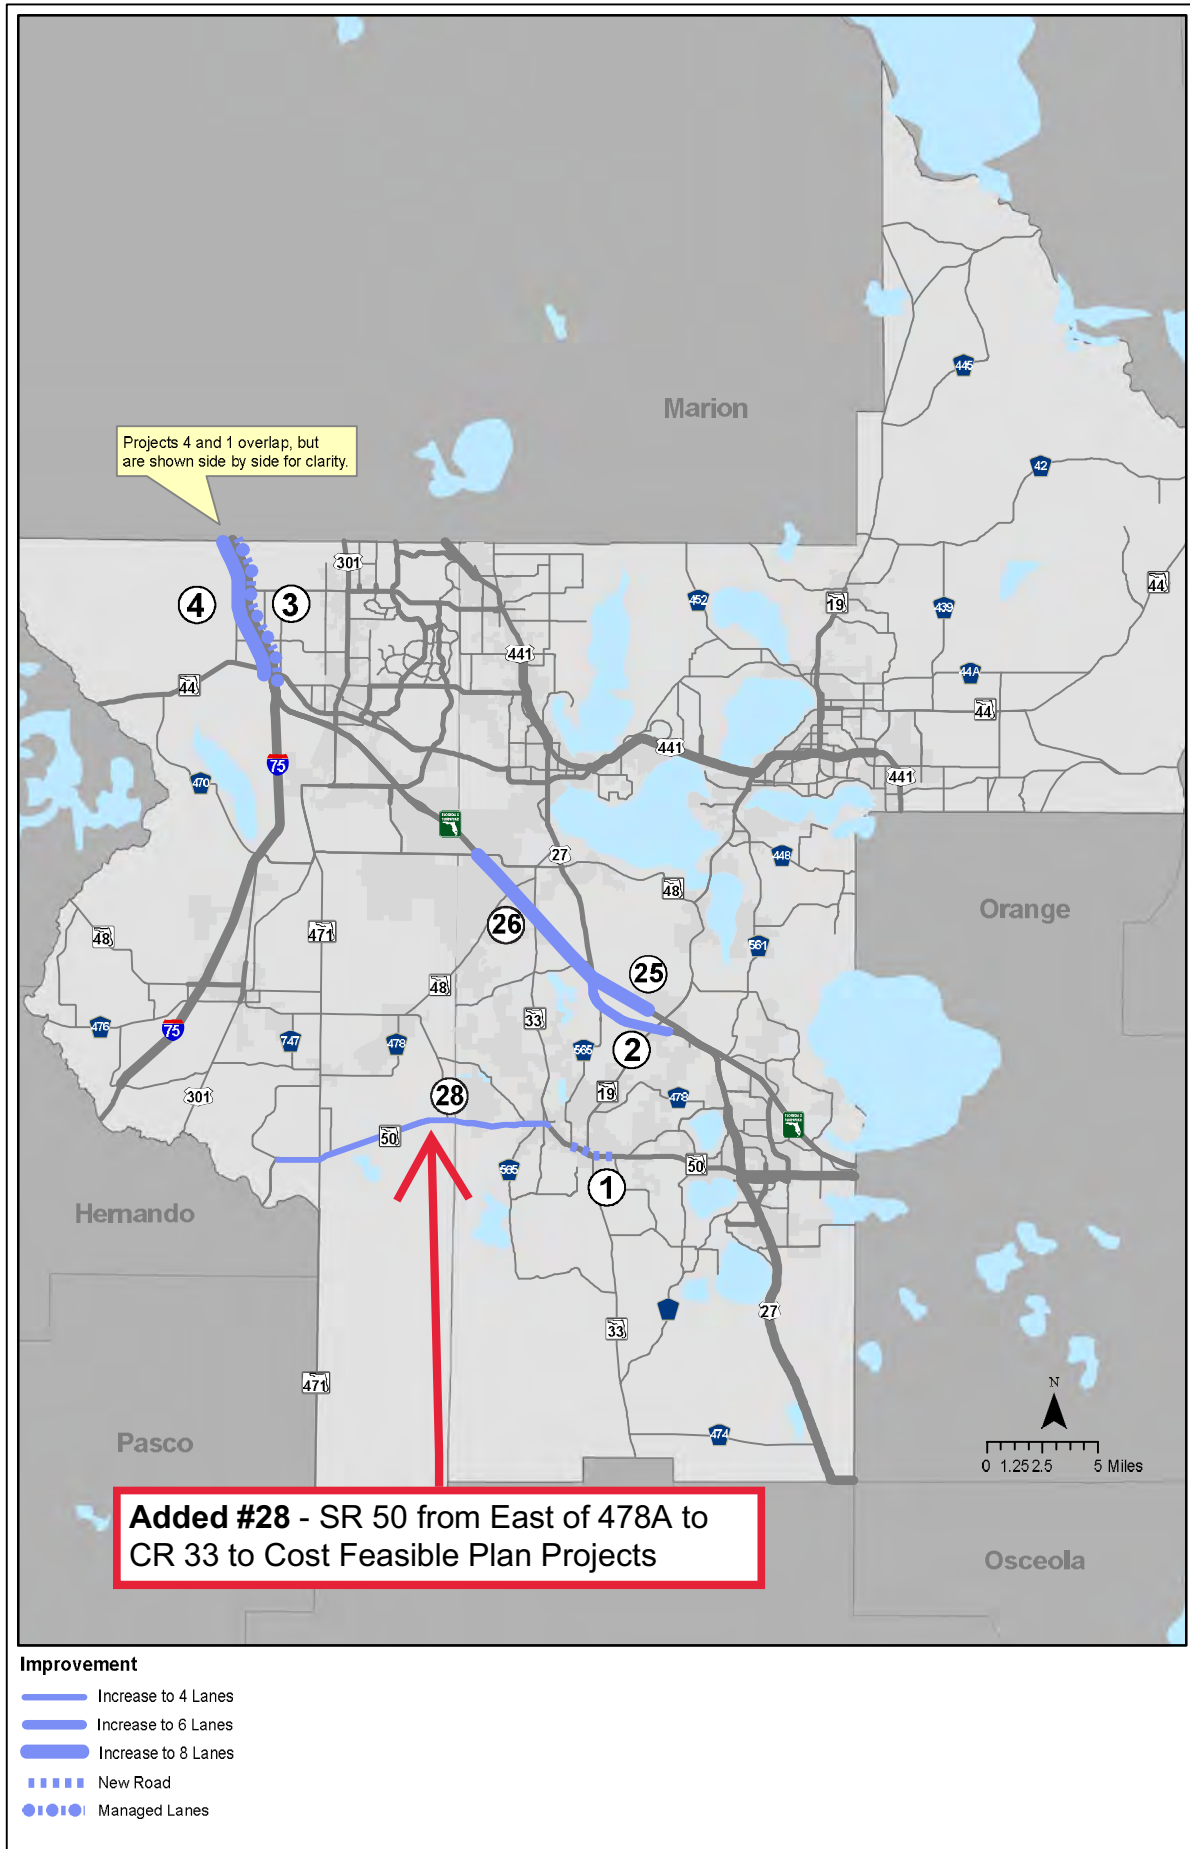 Marion
445
42
Projects 4 and 1 overlap, but
are shown side by side for clarity.
301
4
3
452
19
439
44
441
44A
44
44
441
75
441
470
FLORIDA'S TURNPIKE
27
448
48
Orange
26
48
471
561
25
48
33
476
75
747
478
565
2
28
19
478
301
50
50
565
1
Hernando
27
33
471
N
Pasco
474
0 1.25 2.5 5 Miles
Added #28 - SR 50 from East of 478A to
CR 33 to Cost Feasible Plan Projects
Osceola
Improvement
Increase to 4 Lanes
Increase to 6 Lanes
Increase to 8 Lanes
New Road
Managed Lanes